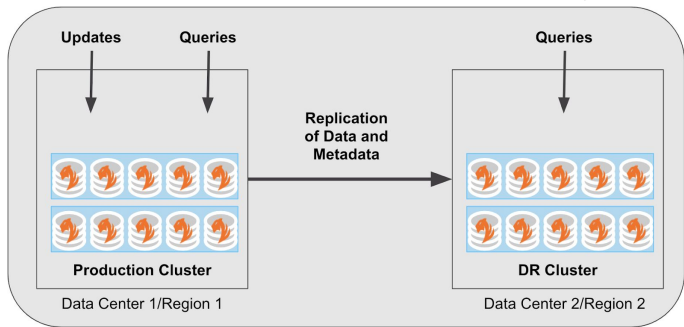 Updates
Queries
Queries
Replication
of Data and
Metadata
Production Cluster
DR Cluster
Data Center 1/Region 1
Data Center 2/Region 2